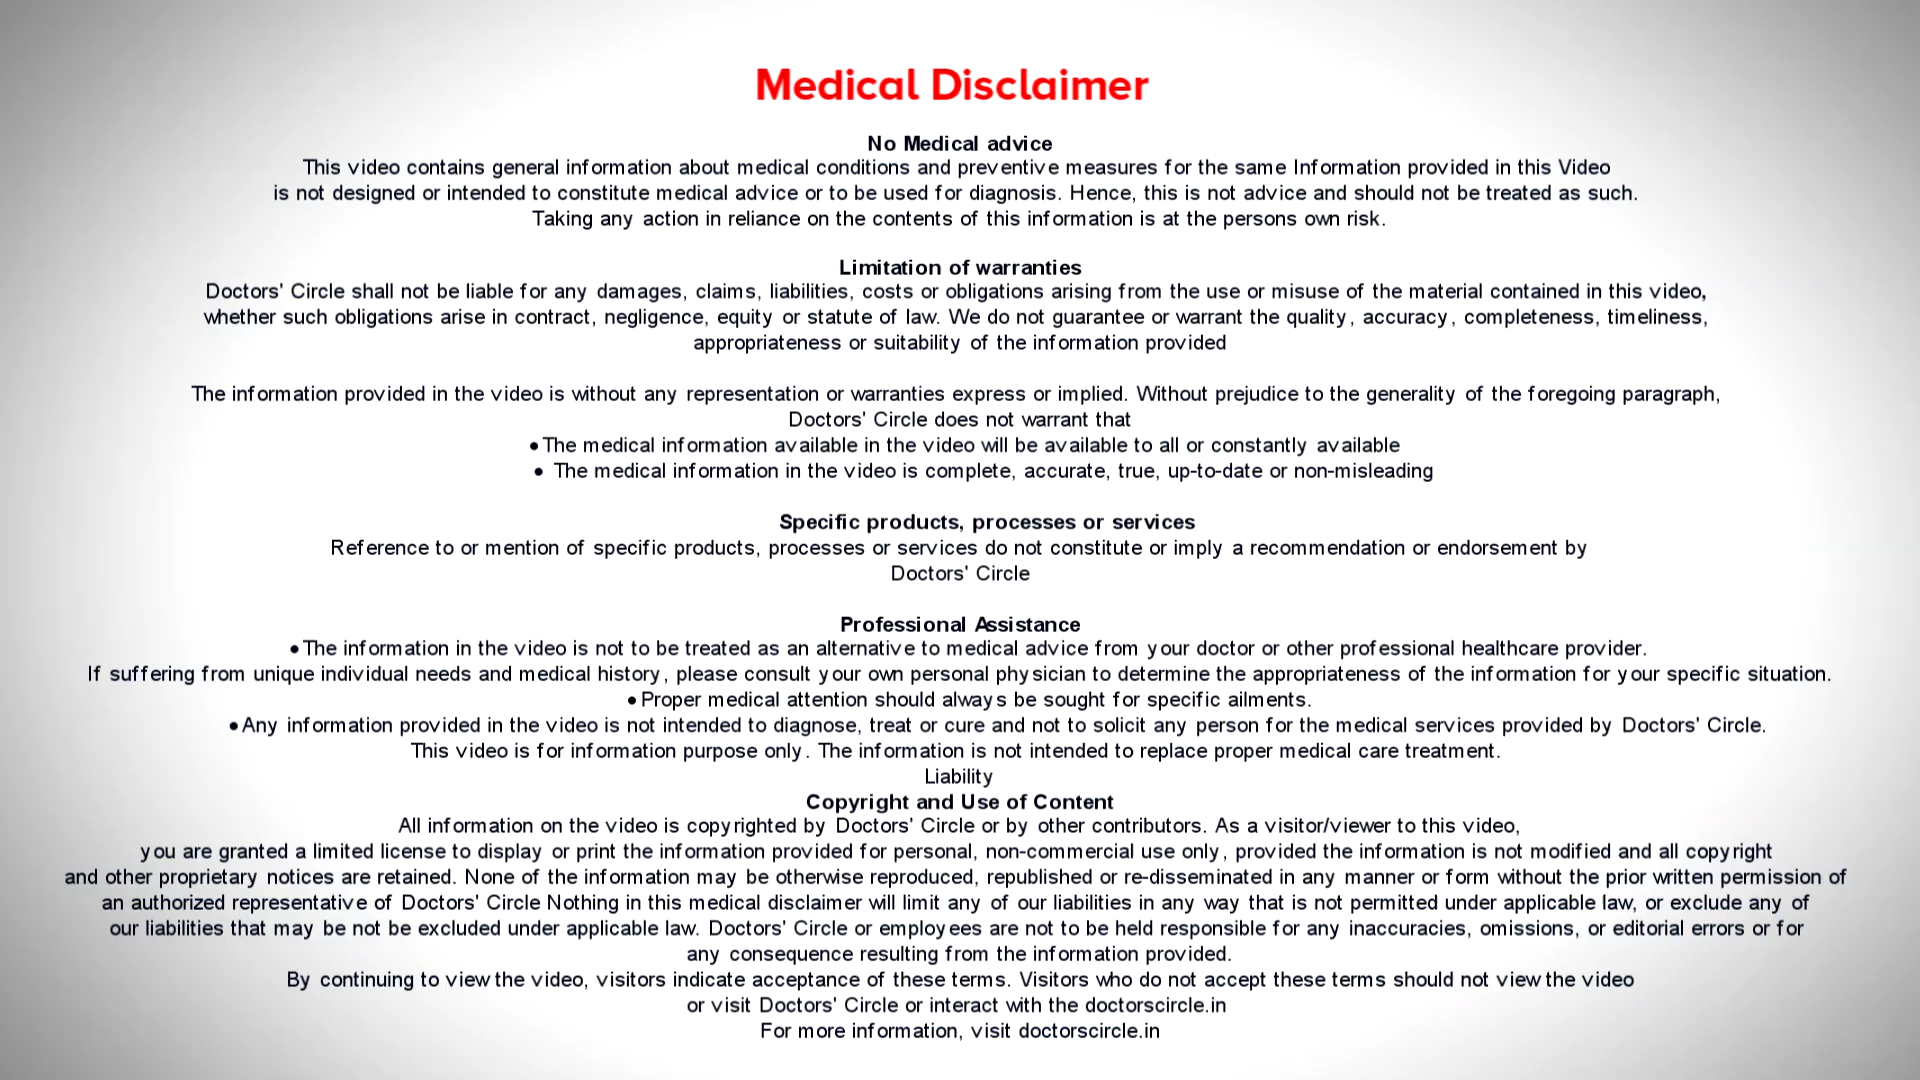 Medical Disclaimer
No Medical advice
This video contains general information about medical conditions and preventive measures for the same Information provided in this Video
is not designed or intended to constitute medical advice or to be used for diagnosis. Hence, this is not advice and should not be treated as such.
Taking any action in reliance on the contents of this information is at the persons own risk.
Limitation of warranties
Doctors' Circle shall not be liable for any damages, claims, liabilities, costs or obligations arising from the use or misuse of the material contained in this video,
whether such obligations arise in contract, negligence, equity or statute of law. We do not guarantee or warrant the quality, accuracy, completeness, timeliness,
appropriateness or suitability of the information provided
The information provided in the video is without any representation or warranties express or implied. Without prejudice to the generality of the foregoing paragraph,
Doctors' Circle does not warrant that
• The medical information available in the video will be available to all or constantly available
• The medical information in the video is complete, accurate, true, up-to-date or non-misleading
Specific products, processes or services
Reference to or mention of specific products, processes or services do not constitute or imply a recommendation or endorsement by
Doctors' Circle
Professional Assistance
• The information in the video is not to be treated as an alternative to medical advice from your doctor or other professional healthcare provider.
If suffering from unique individual needs and medical history, please consult your own personal physician to determine the appropriateness of the information for your specific situation.
• Proper medical attention should always be sought for specific ailments.
• Any information provided in the video is not intended to diagnose, treat or cure and not to solicit any person for the medical services provided by Doctors' Circle.
This video is for information purpose only. The information is not intended to replace proper medical care treatment.
Liability
Copyright and Use of Content
All information on the video is copyrighted by Doctors' Circle or by other contributors. As a visitor/viewer to this video,
you are granted a limited license to display or print the information provided for personal, non-commercial use only, provided the information is not modified and all copyright
and other proprietary notices are retained. None of the information may be otherwise reproduced, republished or re-disseminated in any manner or form without the prior written permission of
an authorized representative of Doctors' Circle Nothing in this medical disclaimer will limit any of our liabilities in any way that is not permitted under applicable law, or exclude any of
our liabilities that may be not be excluded under applicable law. Doctors' Circle or employees are not to be held responsible for any inaccuracies, omissions, or editorial errors or for
any consequence resulting from the information provided.
By continuing to view the video, visitors indicate acceptance of these terms. Visitors who do not accept these terms should not view the video
or visit Doctors' Circle or interact with the doctorscircle.in
For more information, visit doctorscircle.in